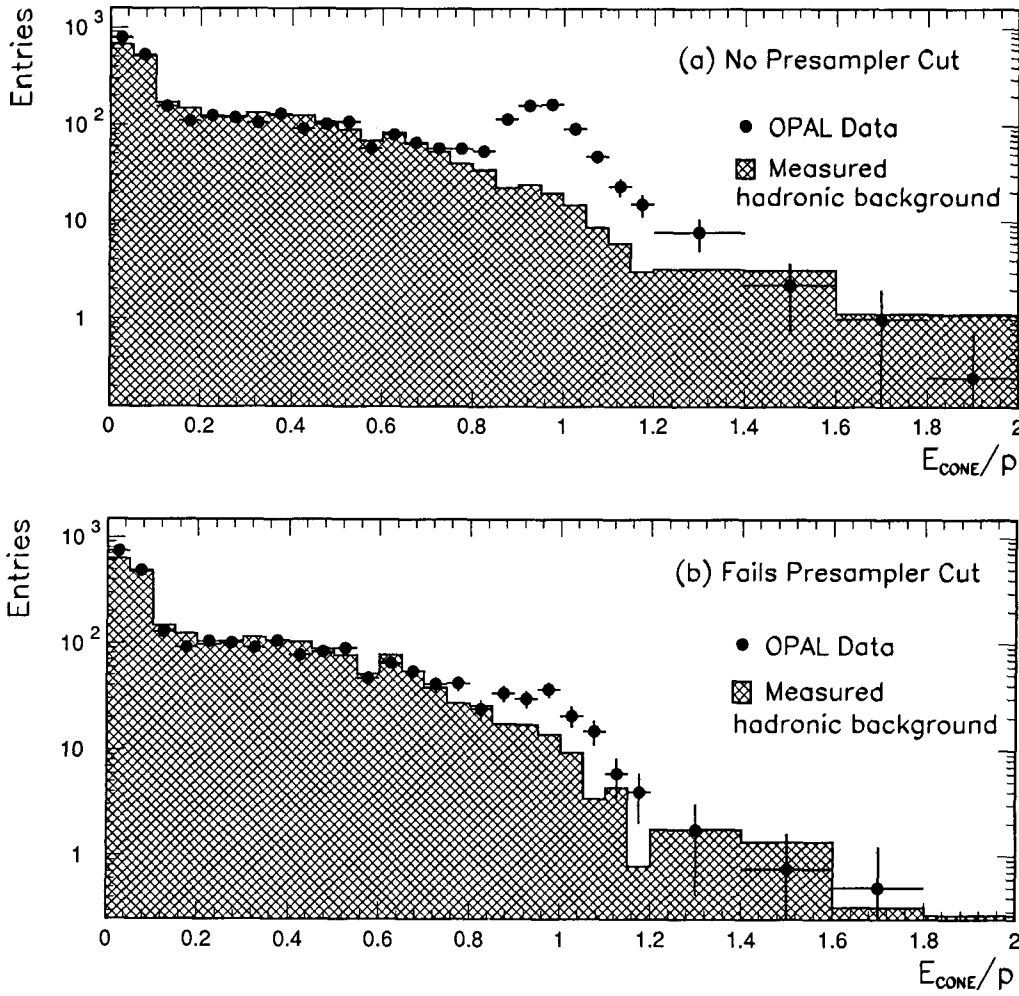 Entries
10³
10²
10
1
(a) No Presampler Cut
OPAL Data
Measured
hadronic background
0 0.2 0.4 0.6 0.8 1 1.2 1.4 1.6 1.8 2
E_CONE/p
Entries
10³
10²
10
1
(b) Fails Presampler Cut
OPAL Data
Measured
hadronic background
0 0.2 0.4 0.6 0.8 1 1.2 1.4 1.6 1.8 2
E_CONE/p